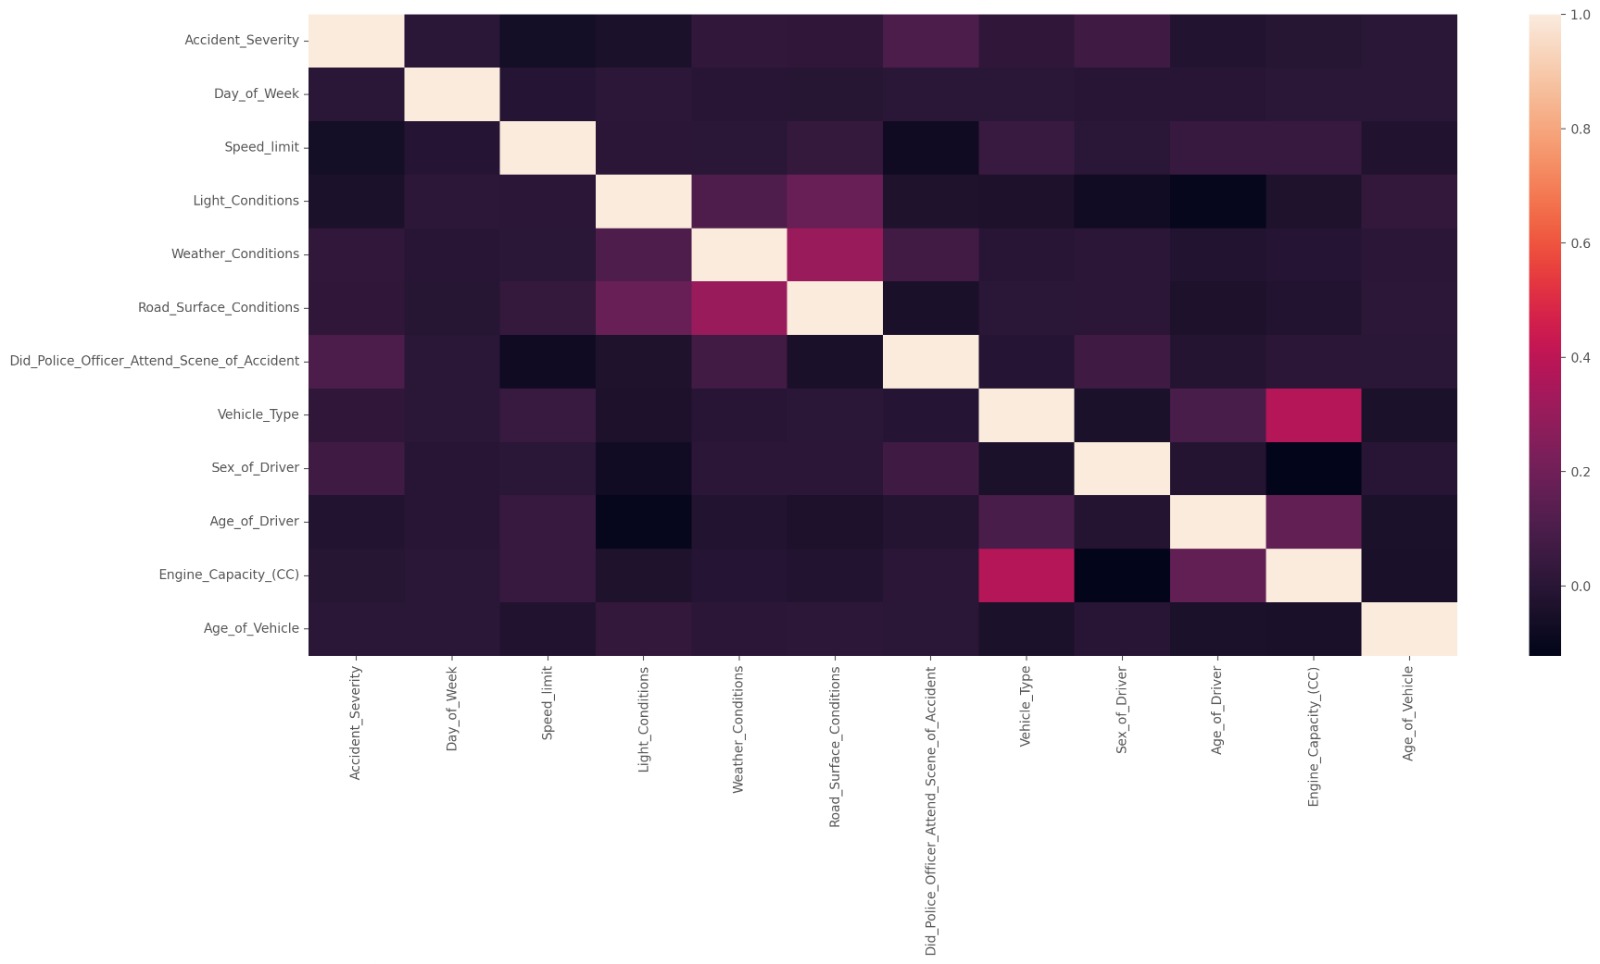 Accident_Severity
Day_of_Week
Speed_limit
Light_Conditions
Weather_Conditions
Road_Surface_Conditions
Did_Police_Officer_Attend_Scene_of_Accident
Vehicle_Type
Sex_of_Driver
Age_of_Driver
Engine_Capacity_(CC)
Age_of_Vehicle
Accident_Severity
Day_of_Week
Speed_limit
Light_Conditions
Weather_Conditions
Road_Surface_Conditions
Did_Police_Officer_Attend_Scene_of_Accident
Vehicle_Type
Sex_of_Driver
Age_of_Driver
Engine_Capacity_(CC)
Age_of_Vehicle
1.0
0.8
0.6
0.4
0.2
0.0